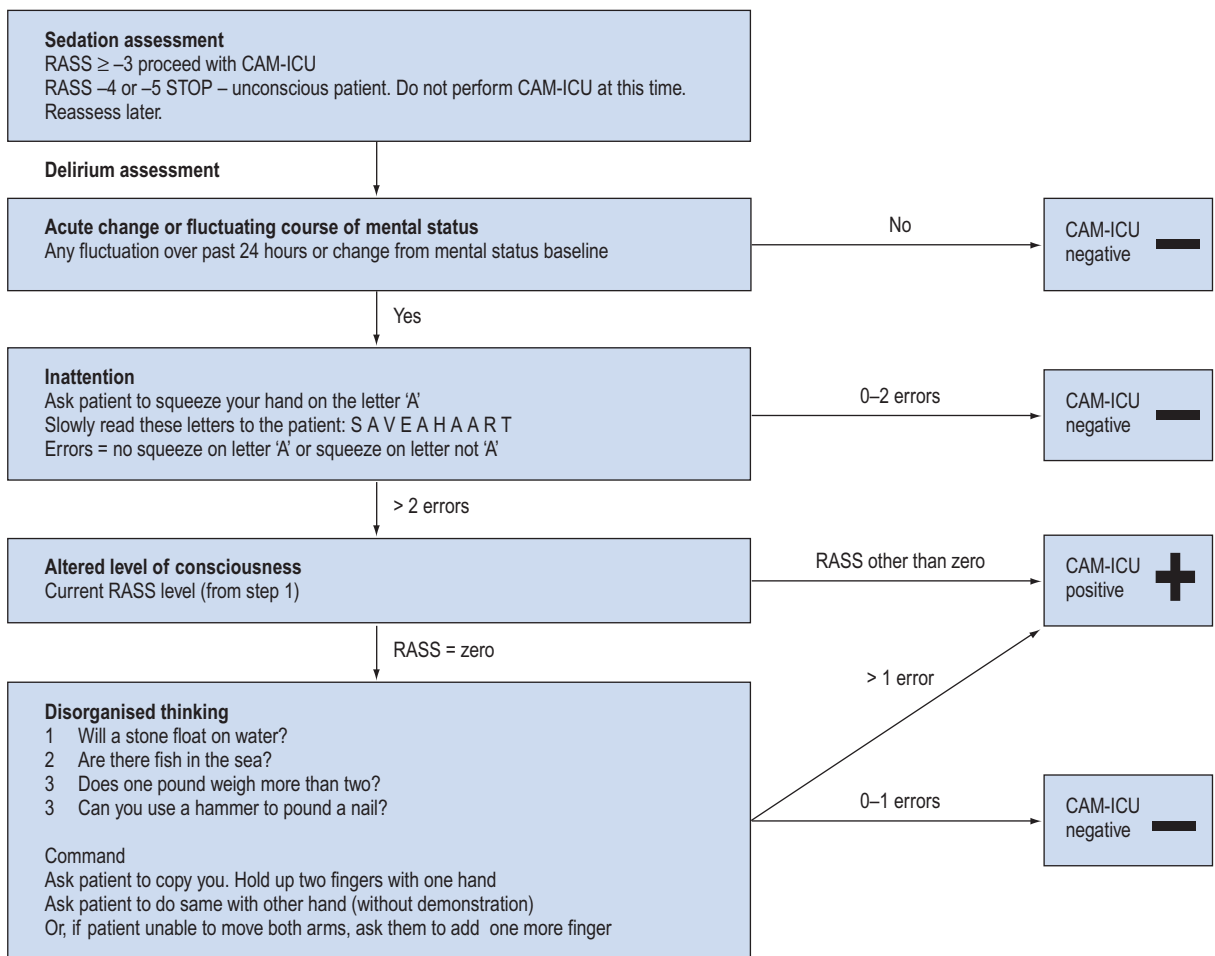 Sedation assessment
RASS ≥ –3 proceed with CAM-ICU
RASS –4 or –5 STOP – unconscious patient. Do not perform CAM-ICU at this time.
Reassess later.
Delirium assessment
Acute change or fluctuating course of mental status
Any fluctuation over past 24 hours or change from mental status baseline
No
CAM-ICU
negative
Yes
Inattention
Ask patient to squeeze your hand on the letter ‘A’
Slowly read these letters to the patient: S A V E A H A A R T
Errors = no squeeze on letter ‘A’ or squeeze on letter not ‘A’
0–2 errors
CAM-ICU
negative
> 2 errors
Altered level of consciousness
Current RASS level (from step 1)
RASS other than zero
CAM-ICU
positive
RASS = zero
Disorganised thinking
1 Will a stone float on water?
2 Are there fish in the sea?
3 Does one pound weigh more than two?
3 Can you use a hammer to pound a nail?
Command
Ask patient to copy you. Hold up two fingers with one hand
Ask patient to do same with other hand (without demonstration)
Or, if patient unable to move both arms, ask them to add one more finger
> 1 error
0–1 errors
CAM-ICU
negative